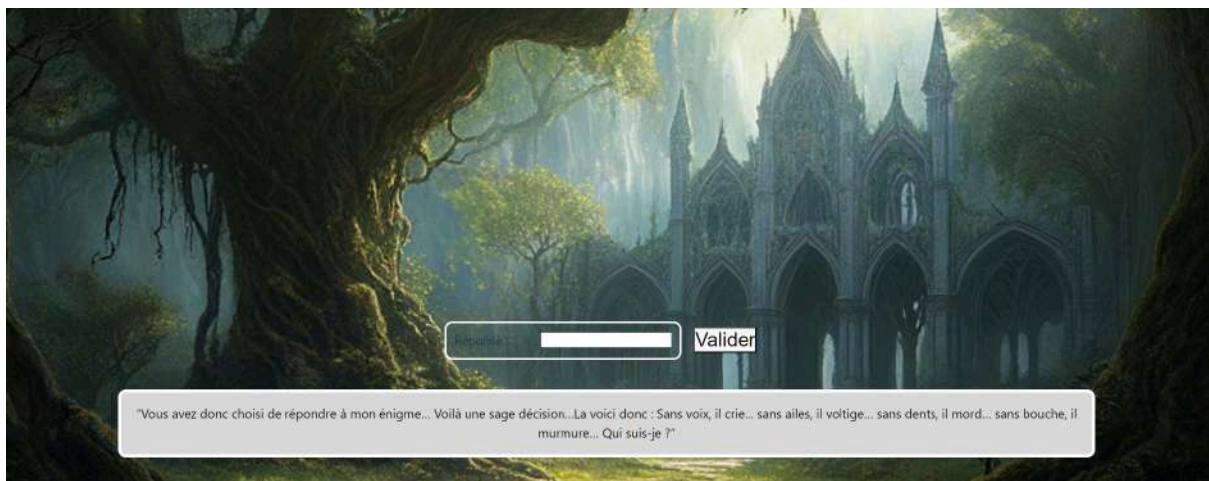 Réponse :
Valider
"Vous avez donc choisi de répondre à mon énigme... Voilà une sage décision...La voici donc : Sans voix, il crie... sans ailes, il voltige... sans dents, il mord... sans bouche, il
murmure... Qui suis-je ?"